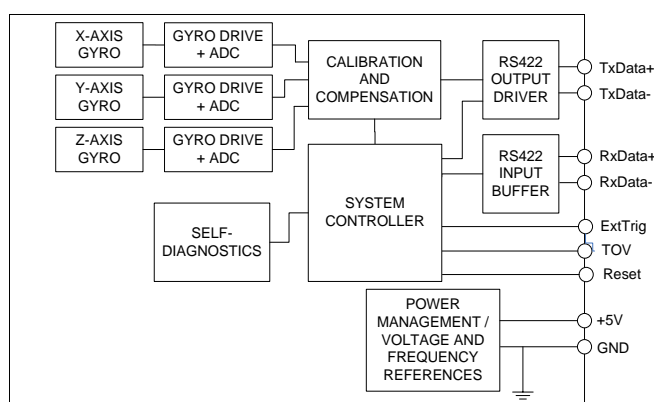 X-AXIS
GYRO
GYRO DRIVE
+ ADC
Y-AXIS
GYRO
GYRO DRIVE
+ ADC
Z-AXIS
GYRO
GYRO DRIVE
+ ADC
CALIBRATION
AND
COMPENSATION
RS422
OUTPUT
DRIVER
TxData+
TxData-
RS422
INPUT
BUFFER
RxData+
RxData-
SELF-
DIAGNOSTICS
SYSTEM
CONTROLLER
ExtTrig
TOV
Reset
POWER
MANAGEMENT /
VOLTAGE AND
FREQUENCY
REFERENCES
+5V
GND